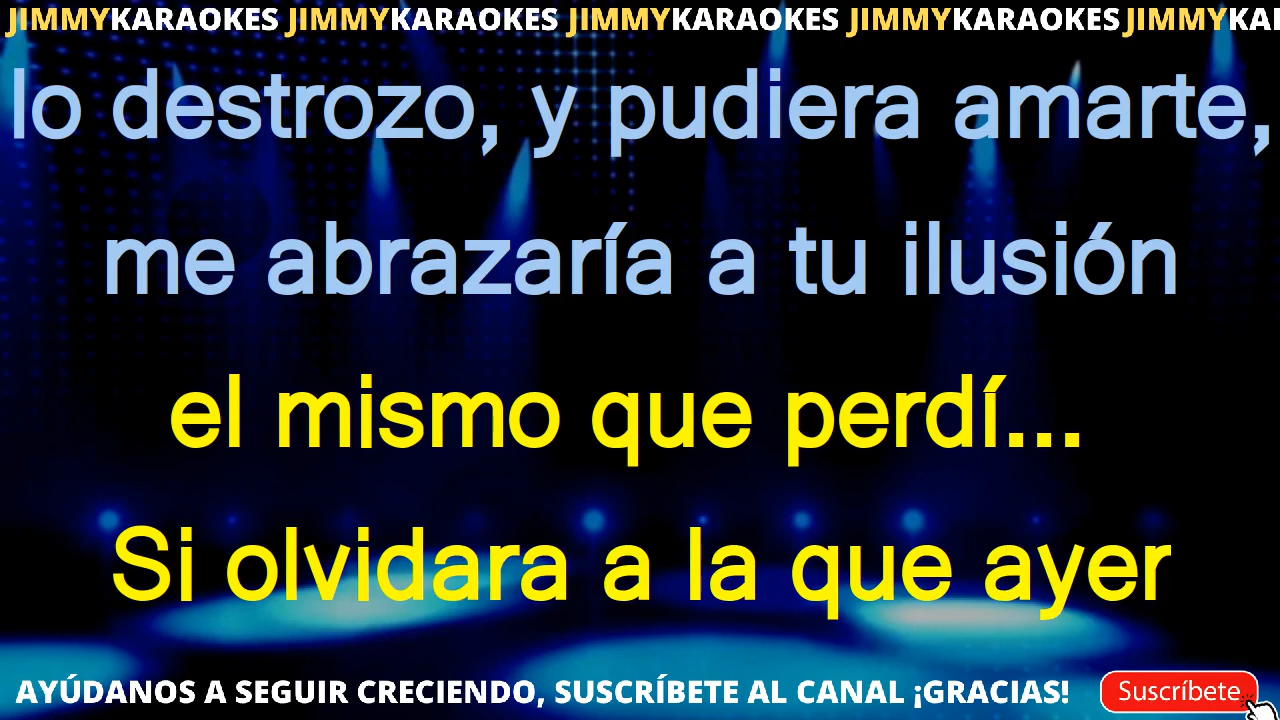 JIMMYKARAOKES JIMMYKARAOKES JIMMYKARAOKES JIMMYKARAOKES JIMMYKA
lo destrozo, y pudiera amarte,
me abrazaría a tu ilusión
el mismo que perdí...
Si olvidara a la que ayer
AYÚDANOS A SEGUIR CRECIENDO, SUSCRÍBETE AL CANAL ¡GRACIAS! Suscríbete